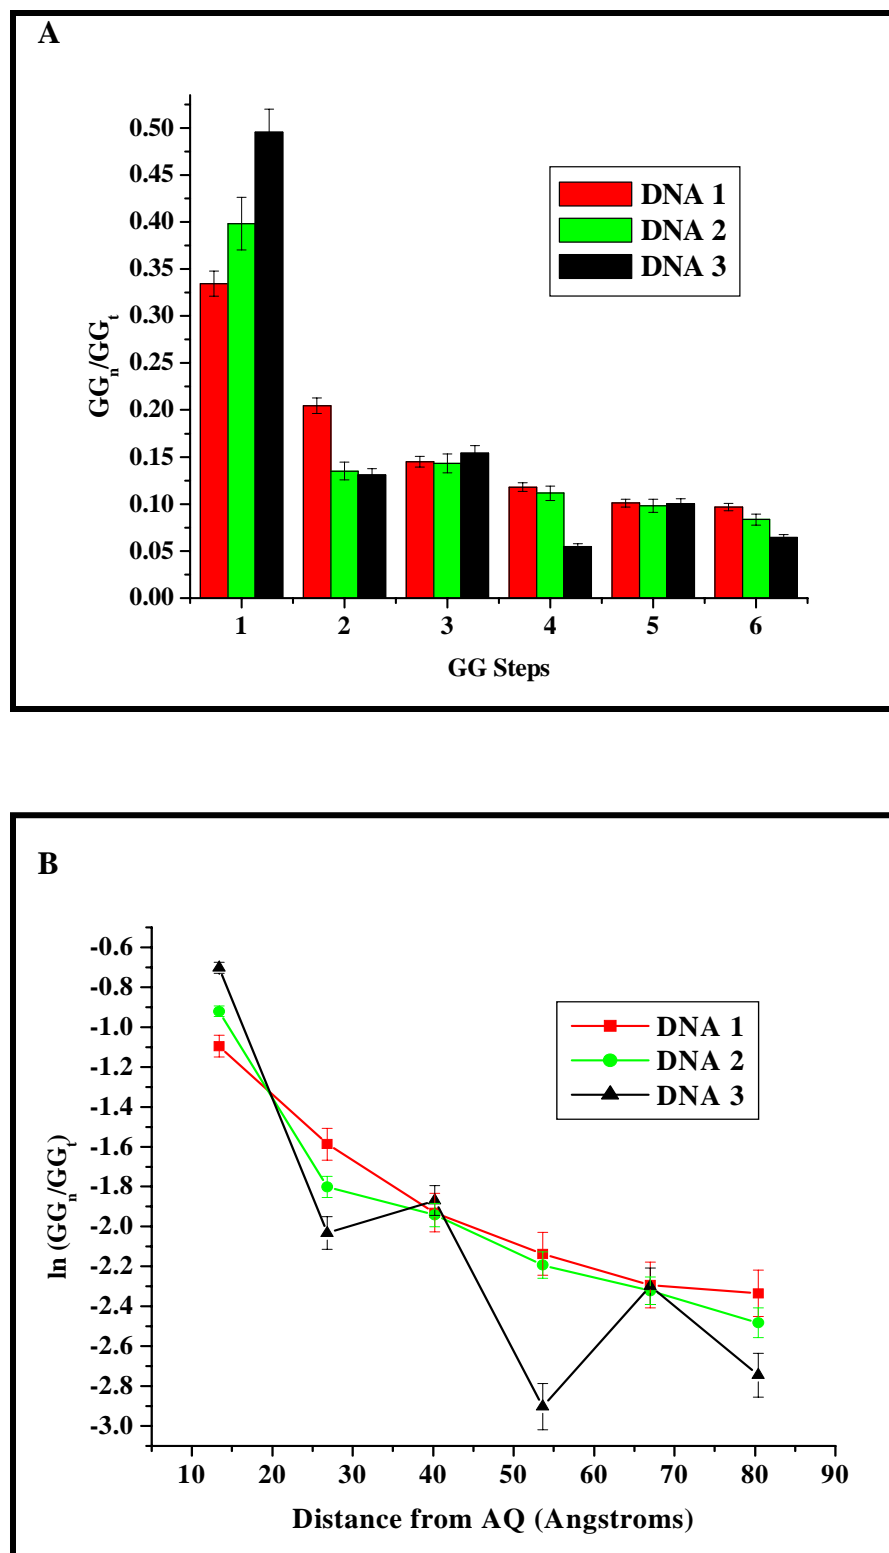 A
0.50
0.45
0.40
0.35
0.30
0.25
0.20
0.15
0.10
0.05
0.00
GGn/GGt
DNA 1
DNA 2
DNA 3
1 2 3 4 5 6
GG Steps
B
-0.6
-0.8
-1.0
-1.2
-1.4
-1.6
-1.8
-2.0
-2.2
-2.4
-2.6
-2.8
-3.0
ln (GGn/GGt)
DNA 1
DNA 2
DNA 3
10 20 30 40 50 60 70 80 90
Distance from AQ (Angstroms)